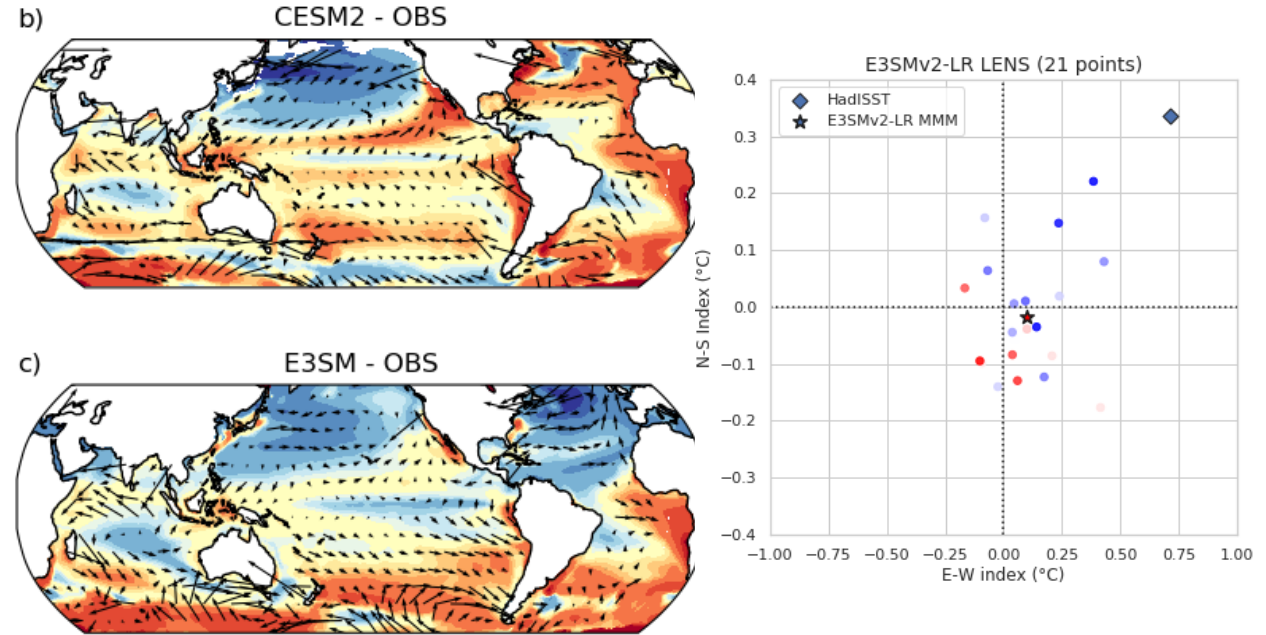 b)
CESM2 - OBS
c)
E3SM - OBS
E3SMv2-LR LENS (21 points)
HadISST
E3SMv2-LR MMM
N-S Index (°C)
0.4
0.3
0.2
0.1
0.0
−0.1
−0.2
−0.3
−0.4
−1.00 −0.75 −0.50 −0.25 0.00 0.25 0.50 0.75 1.00
E-W index (°C)